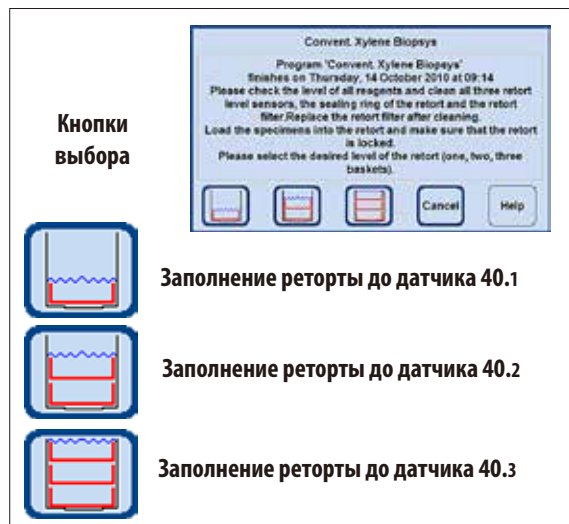 Convent. Xylene Biopsys
Program 'Convent. Xylene Biopsys'
finishes on Thursday, 14 October 2010 at 09:14
Please check the level of all reagents and clean all three retort
level sensors, the sealing ring of the retort and the retort
filter.Replace the retort filter after cleaning.
Load the specimens into the retort and make sure that the retort
is locked.
Please select the desired level of the retort (one, two, three
baskets).
Cancel
Help
Кнопки
выбора
Заполнение реторты до датчика 40.1
Заполнение реторты до датчика 40.2
Заполнение реторты до датчика 40.3